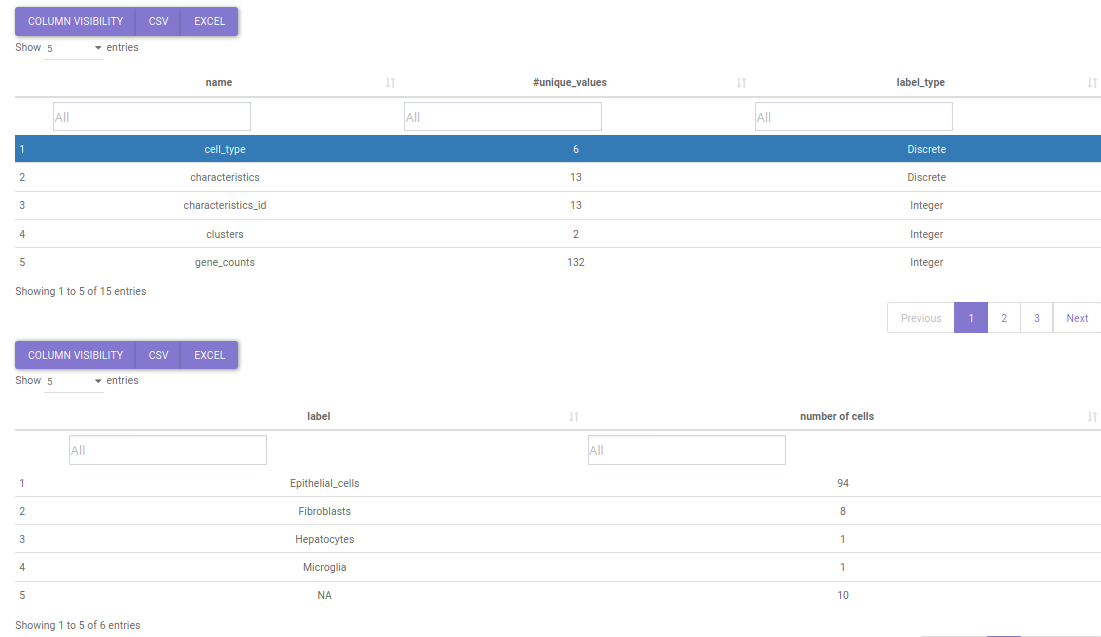 COLUMN VISIBILITY CSV EXCEL
Show 5 entries
name #unique_values label_type
All All All
1 cell_type 6 Discrete
2 characteristics 13 Discrete
3 characteristics_id 13 Integer
4 clusters 2 Integer
5 gene_counts 132 Integer
Showing 1 to 5 of 15 entries
Previous 1 2 3 Next
COLUMN VISIBILITY CSV EXCEL
Show 5 entries
label number of cells
All All
1 Epithelial_cells 94
2 Fibroblasts 8
3 Hepatocytes 1
4 Microglia 1
5 NA 10
Showing 1 to 5 of 6 entries